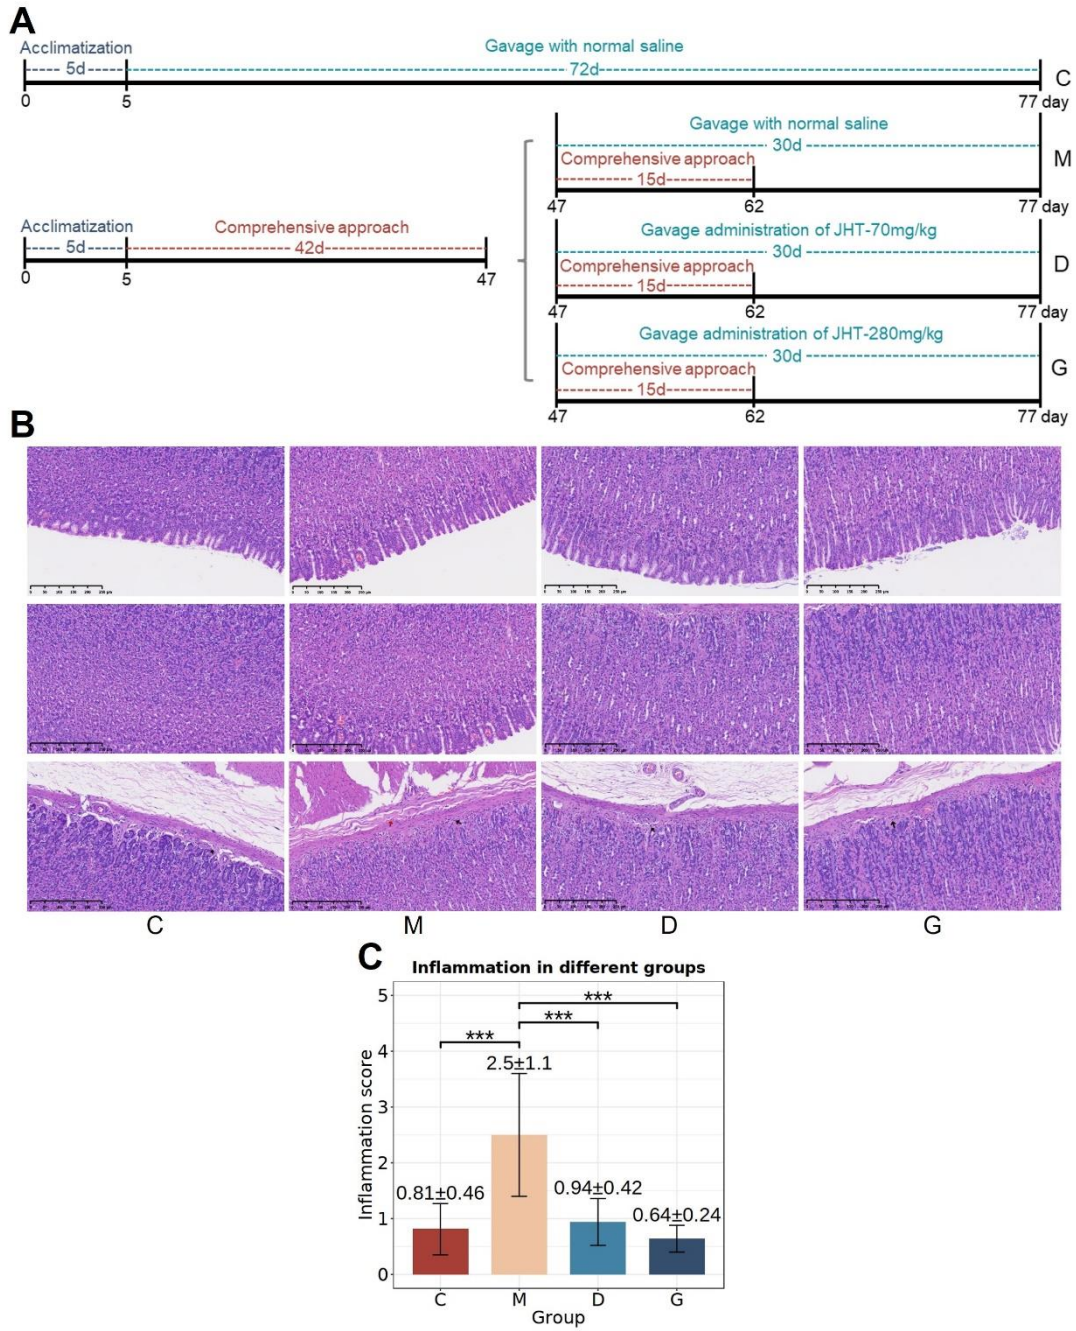 A
Acclimatization
Gavage with normal saline
5d
72d
C
0
5
77 day
Gavage with normal saline
30d
M
Comprehensive approach
15d
47
62
77 day
Acclimatization
Comprehensive approach
5d
42d
0
5
47
Gavage administration of JHT-70mg/kg
30d
D
Comprehensive approach
15d
47
62
77 day
Gavage administration of JHT-280mg/kg
30d
G
Comprehensive approach
15d
47
62
77 day
B
C M D G
C
Inflammation in different groups
Inflammation score
5
4
3
2
1
0
***
***
***
2.5±1.1
0.81±0.46
0.94±0.42
0.64±0.24
C M D G
Group